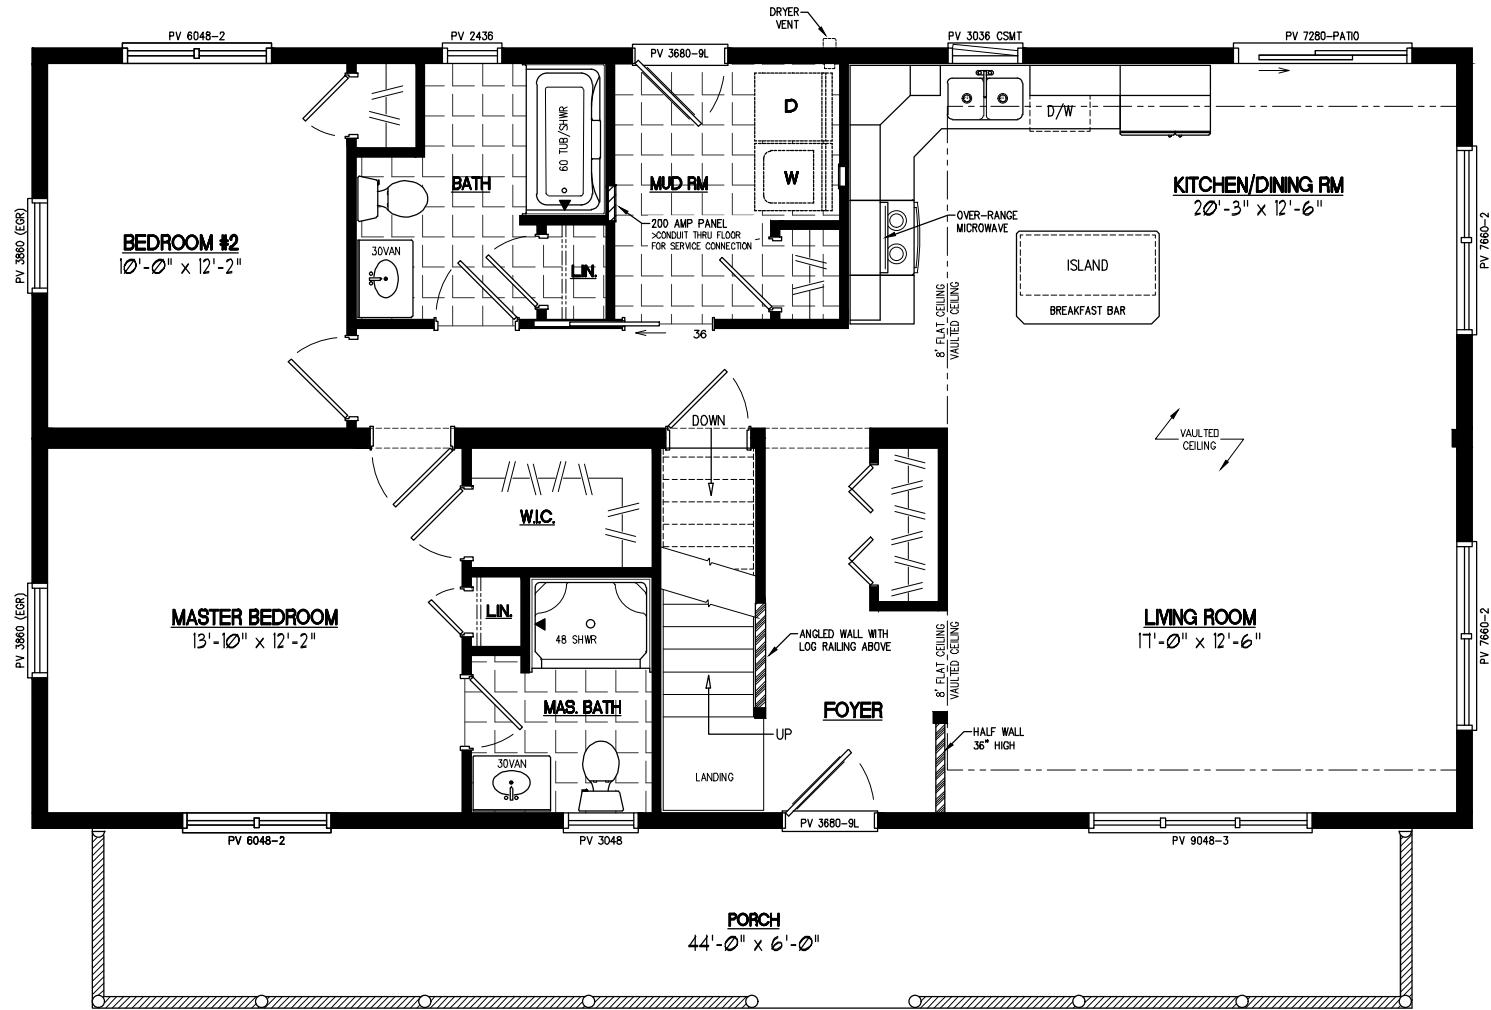 DRYER
VENT
PV 6048-2
PV 2436
PV 3680-9L
PV 3036 CSMT
PV 7280-PATIO
D
D/W
60 TUB/SHWR
BATH
MUD RM
W
KITCHEN/DINING RM
20'-3" x 12'-6"
200 AMP PANEL
>CONDUIT THRU FLOOR
FOR SERVICE CONNECTION
OVER-RANGE
MICROWAVE
PV 3860 (EGR)
BEDROOM #2
10'-0" x 12'-2"
30VAN
LIN.
ISLAND
BREAKFAST BAR
PV 7660-2
8' FLAT CEILING
VAULTED CEILING
36
DOWN
VAULTED
CEILING
W.I.C.
PV 3860 (EGR)
MASTER BEDROOM
13'-10" x 12'-2"
LIN.
48 SHWR
ANGLED WALL WITH
LOG RAILING ABOVE
8' FLAT CEILING
VAULTED CEILING
LIVING ROOM
17'-0" x 12'-6"
PV 7660-2
MAS. BATH
FOYER
UP
HALF WALL
36" HIGH
30VAN
LANDING
PV 6048-2
PV 3048
PV 3680-9L
PV 9048-3
PORCH
44'-0" x 6'-0"